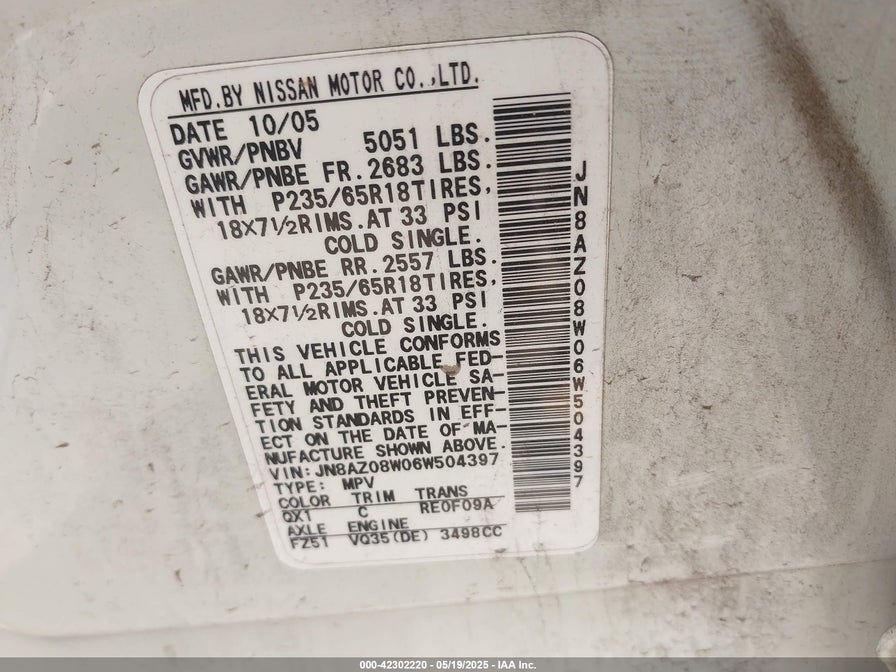 MFD.BY NISSAN MOTOR CO.,LTD.
DATE 10/05
GVWR/PNBV 5051 LBS.
GAWR/PNBE FR.2683 LBS.
WITH P235/65R18TIRES,
18X7½RIMS.AT 33 PSI
COLD SINGLE.
GAWR/PNBE RR.2557 LBS.
WITH P235/65R18TIRES,
18X7½RIMS.AT 33 PSI
COLD SINGLE.
THIS VEHICLE CONFORMS
TO ALL APPLICABLE FED-
ERAL MOTOR VEHICLE SA-
FETY AND THEFT PREVEN-
TION STANDARDS IN EFF-
ECT ON THE DATE OF MA-
NUFACTURE SHOWN ABOVE.
VIN:JN8AZ08W06W504397
TYPE: MPV
COLOR TRIM TRANS
QX1 C RE0F09A
AXLE ENGINE
FZ51 VQ35(DE) 3498CC
JN8AZ08W06W504397
000-42302220 - 05/19/2025 - IAA Inc.